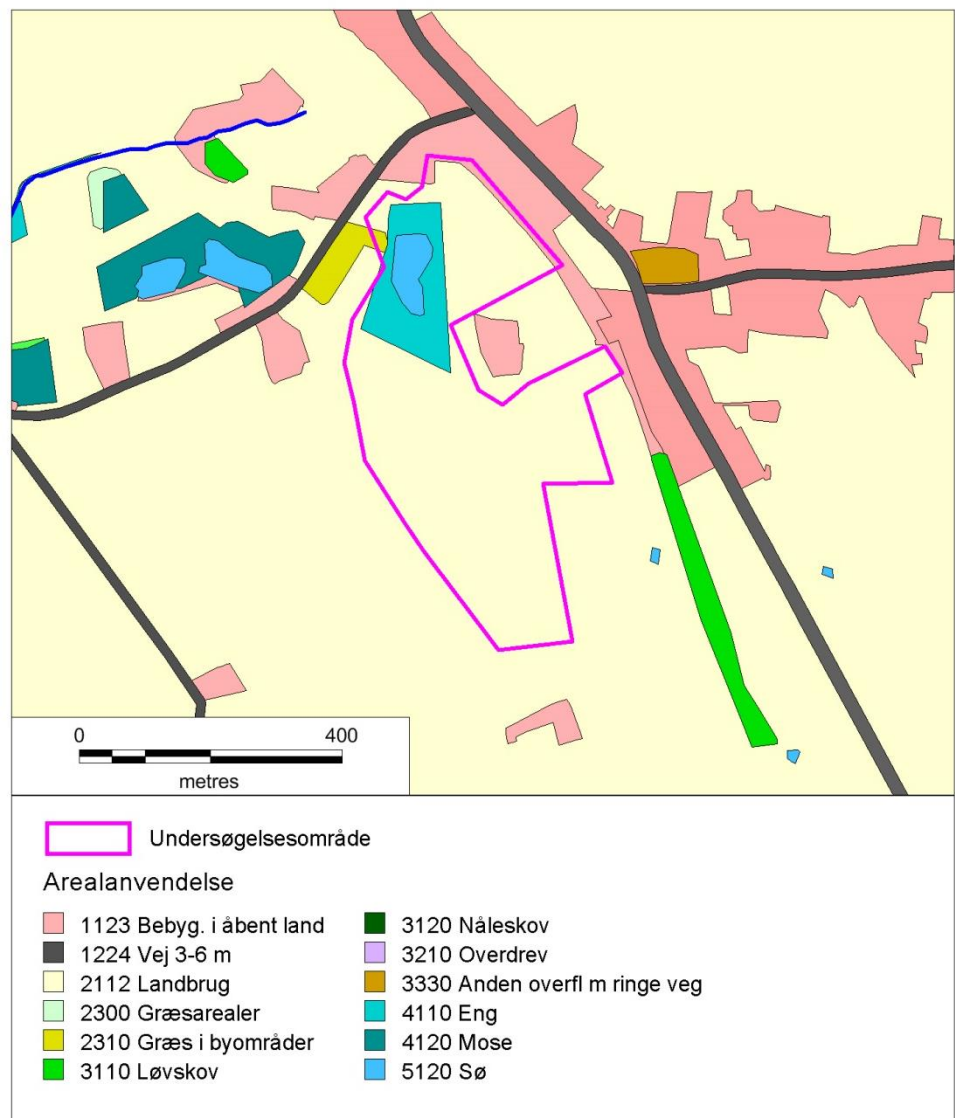 0 400
metres
Undersøgelsesområde
Arealanvendelse
1123 Bebyg. i åbent land
1224 Vej 3-6 m
2112 Landbrug
2300 Græsarealer
2310 Græs i byområder
3110 Løvskov
3120 Nåleskov
3210 Overdrev
3330 Anden overfl m ringe veg
4110 Eng
4120 Mose
5120 Sø